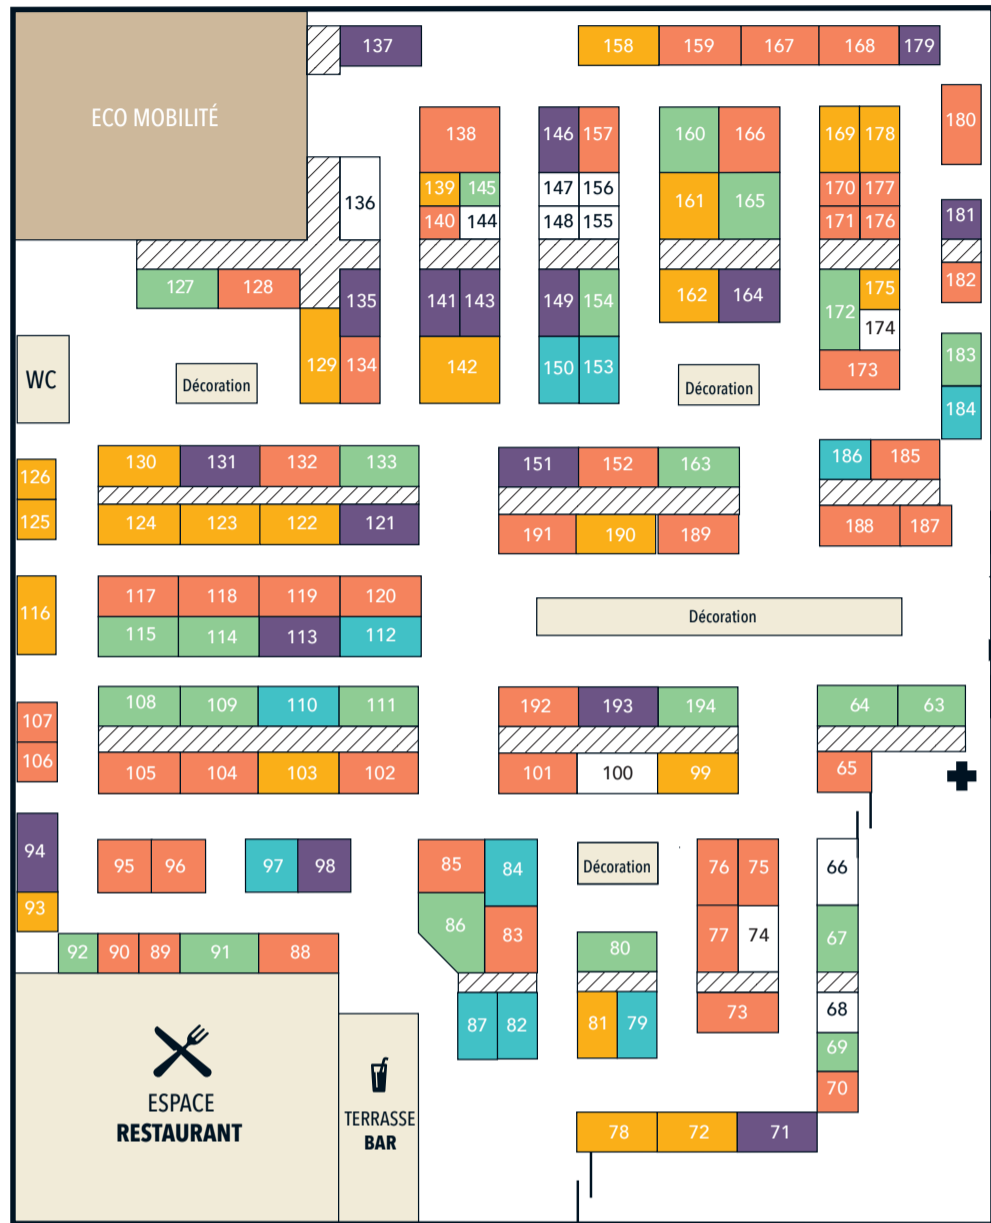 137
158 159 167 168 179
ECO MOBILITÉ
138 146 157 160 166 169 178 180
139 145 147 156 161 165 170 177
136
140 144 148 155 171 176 181
127 128 135 141 143 149 154 162 164 172 175 182
174
129 134 142 150 153 173 183
WC
Décoration
Décoration
184
130 131 132 133 151 152 163 186 185
126
125 124 123 122 121 191 190 189 188 187
117 118 119 120
116
Décoration
115 114 113 112
108 109 110 111 192 193 194 64 63
107
106 105 104 103 102 101 100 99 65
94 95 96 97 98 85 84 Décoration 76 75 66
93 86 83 77 74 67
92 90 89 91 88 80
87 82 81 79 73 68
69
70
ESPACE
RESTAURANT
TERRASSE
BAR
78 72 71